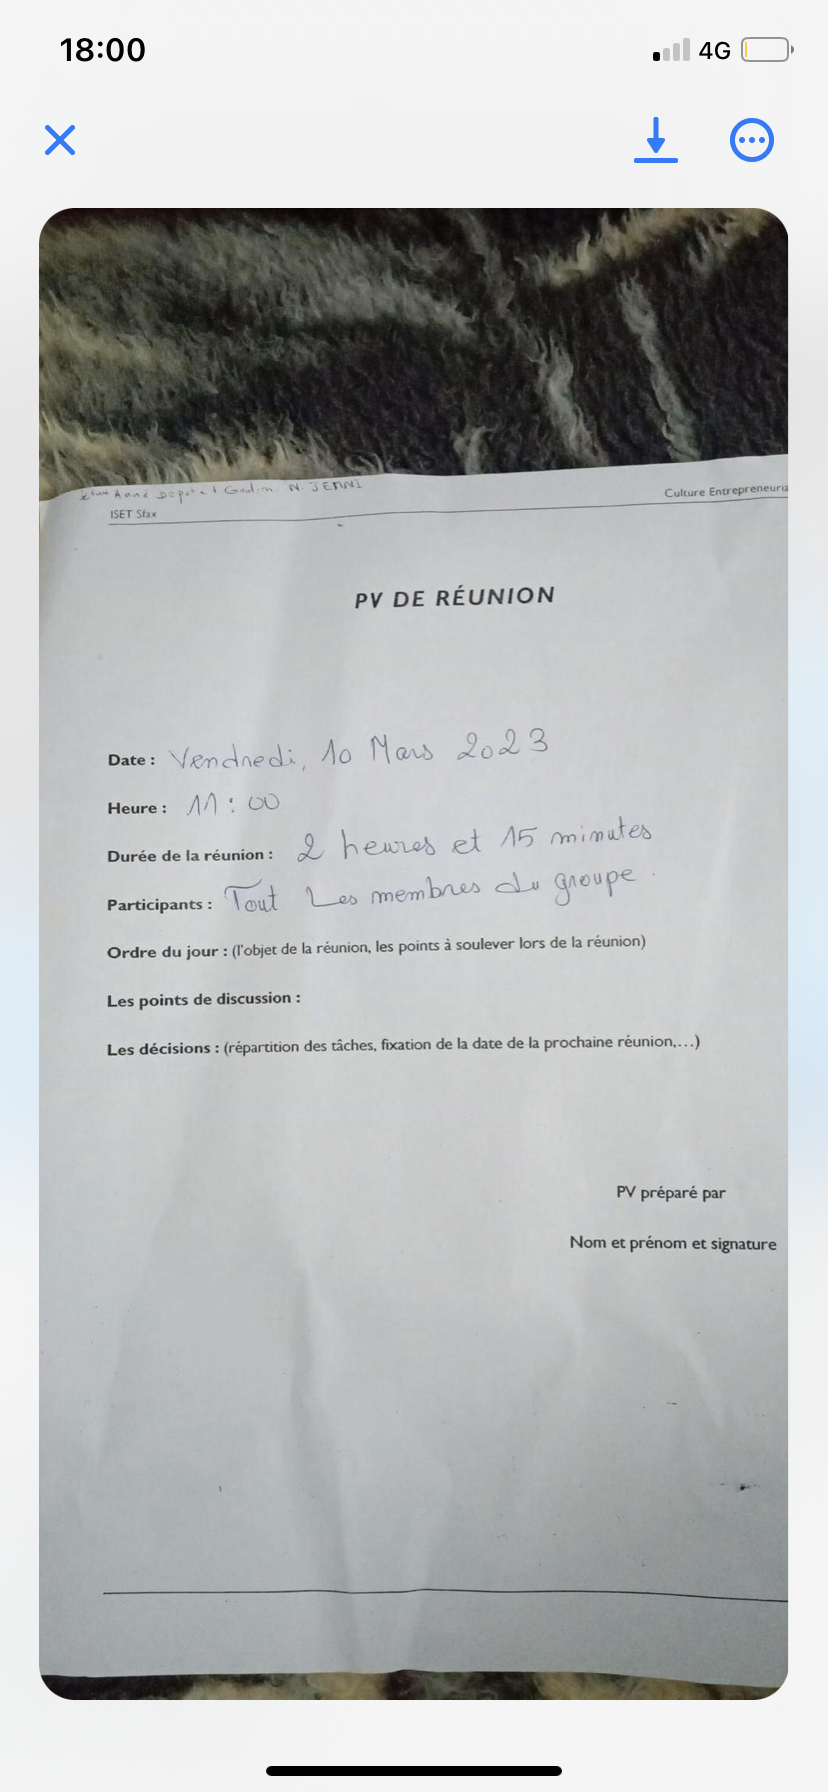 18:00
4G
2ème Année Dépot et Gestion. N. JEMNI
Culture Entrepreneuria
ISET Sfax
PV DE RÉUNION
Date : Vendredi, 10 Mars 2023
Heure : 11:00
Durée de la réunion : 2 heures et 15 minutes
Participants : Tout Les membres du groupe.
Ordre du jour : (l'objet de la réunion, les points à soulever lors de la réunion)
Les points de discussion :
Les décisions : (répartition des tâches, fixation de la date de la prochaine réunion,...)
PV préparé par
Nom et prénom et signature